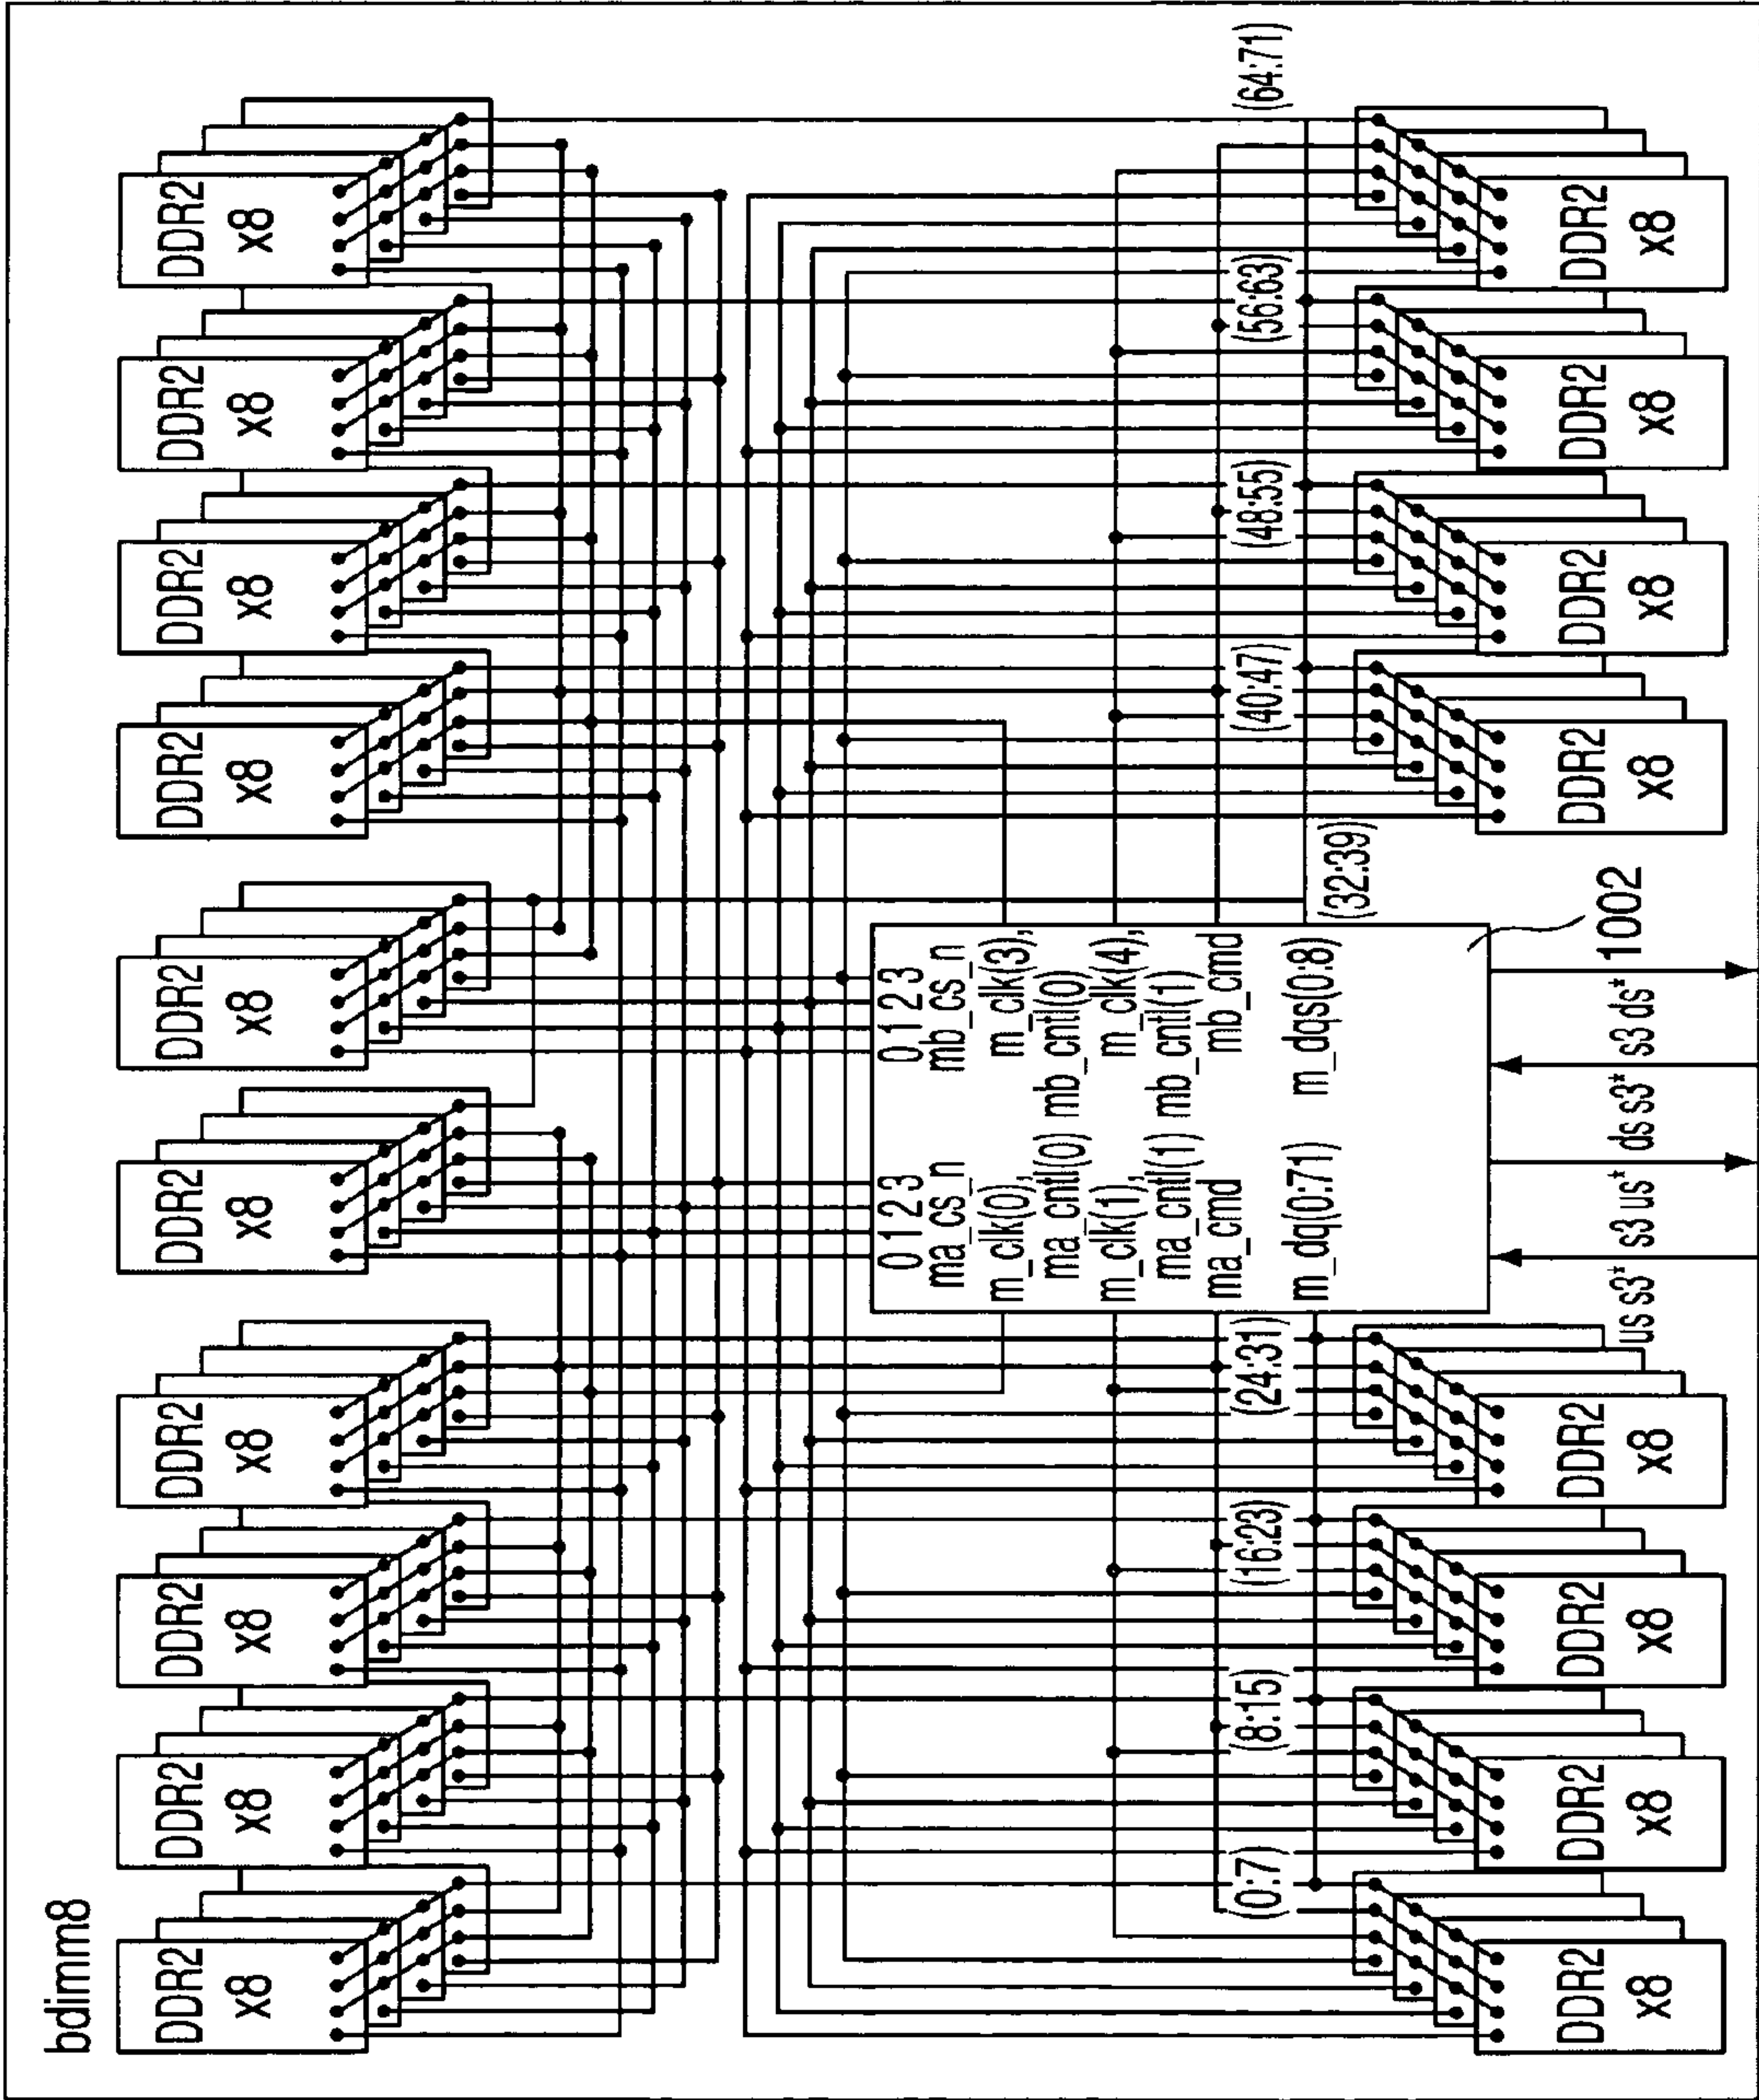 bdimm8
DDR2 DDR2 DDR2 DDR2 DDR2 DDR2 DDR2 DDR2 DDR2 DDR2
x8 x8 x8 x8 x8 x8 x8 x8 x8 x8
0 1 2 3 0 1 2 3
ma_cs_n mb_cs_n
m_clk(0), m_clk(3),
ma_cntl(0) mb_cntl(0)
m_clk(1), m_clk(4),
ma_cntl(1) mb_cntl(1)
ma_cmd mb_cmd
(0:7) (8:15) (16:23) (24:31) (40:47) (48:55) (56:63) (64:71)
m_dq(0:71) m_dqs(0:8)
(32:39)
DDR2 DDR2 DDR2 DDR2 DDR2 DDR2 DDR2 DDR2
x8 x8 x8 x8 x8 x8 x8 x8
us s3* s3 us* ds s3* s3 ds* 1002